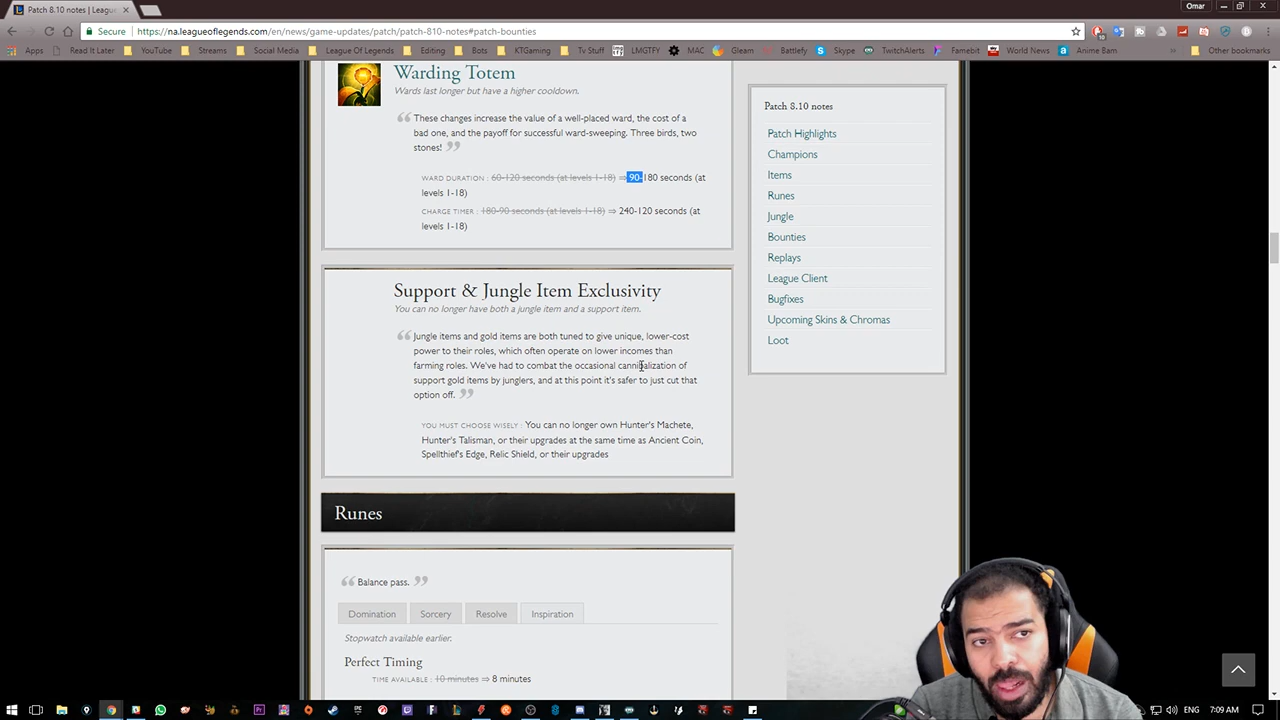 Patch 8.10 notes | Leagu
Omar
Secure
https://na.leagueoflegends.com/en/news/game-updates/patch/patch-810-notes#patch-bounties
Apps Read It Later YouTube Streams Social Media League Of Legends Editing Bots KTGaming Tv Stuff LMGTFY MAC Gleam Battlefy Skype TwitchAlerts Famebit World News Anime Bam Other bookmarks
Warding Totem
Wards last longer but have a higher cooldown.
These changes increase the value of a well-placed ward, the cost of a
bad one, and the payoff for successful ward-sweeping. Three birds, two
stones!
WARD DURATION : 60-120 seconds (at levels 1-18) ⇒ 90-180 seconds (at
levels 1-18)
CHARGE TIMER : 180-90 seconds (at levels 1-18) ⇒ 240-120 seconds (at
levels 1-18)
Support & Jungle Item Exclusivity
You can no longer have both a jungle item and a support item.
Jungle items and gold items are both tuned to give unique, lower-cost
power to their roles, which often operate on lower incomes than
farming roles. We've had to combat the occasional cannibalization of
support gold items by junglers, and at this point it's safer to just cut that
option off.
YOU MUST CHOOSE WISELY : You can no longer own Hunter's Machete,
Hunter's Talisman, or their upgrades at the same time as Ancient Coin,
Spellthief's Edge, Relic Shield, or their upgrades
Runes
Balance pass.
Domination Sorcery Resolve Inspiration
Stopwatch available earlier.
Perfect Timing
TIME AVAILABLE : 10 minutes ⇒ 8 minutes
Patch 8.10 notes
Patch Highlights
Champions
Items
Runes
Jungle
Bounties
Replays
League Client
Bugfixes
Upcoming Skins & Chromas
Loot
ENG 7:09 AM